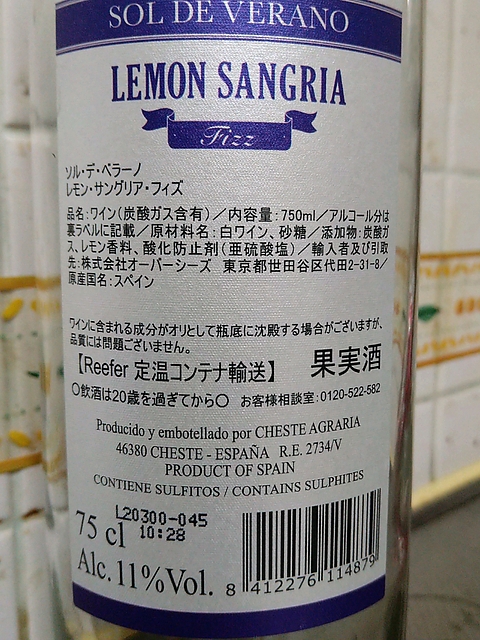 SOL DE VERANO
LEMON SANGRIA
Fizz
ソル・デ・ベラーノ
レモン・サングリア・フィズ
品名:ワイン(炭酸ガス含有)/内容量:750ml/アルコール分は
裏ラベルに記載/原材料名:白ワイン、砂糖/添加物:炭酸ガ
ス、レモン香料、酸化防止剤(亜硫酸塩)/輸入者及び引取
先:株式会社オーバーシーズ 東京都世田谷区代田2-31-8/
原産国名:スペイン
ワインに含まれる成分がオリとして瓶底に沈殿する場合がございますが、
品質には問題ございません。
【Reefer 定温コンテナ輸送】 果実酒
○飲酒は20歳を過ぎてから○ お客様相談室:0120-522-582
Producido y embotellado por CHESTE AGRARIA
46380 CHESTE - ESPAÑA R.E. 2734/V
PRODUCT OF SPAIN
CONTIENE SULFITOS / CONTAINS SULPHITES
L20300-045
75 cl 10:28
Alc. 11%Vol.
8 412276 114879